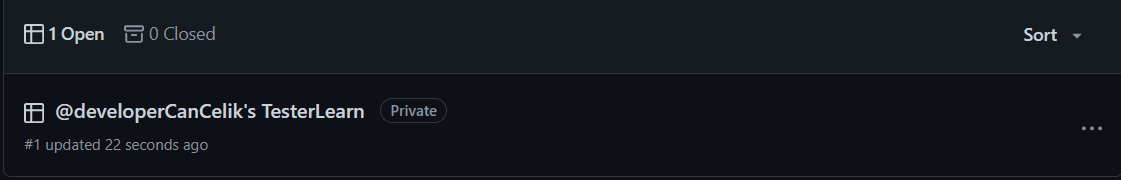 1 Open 0 Closed Sort
@developerCanCelik's TesterLearn Private
#1 updated 22 seconds ago